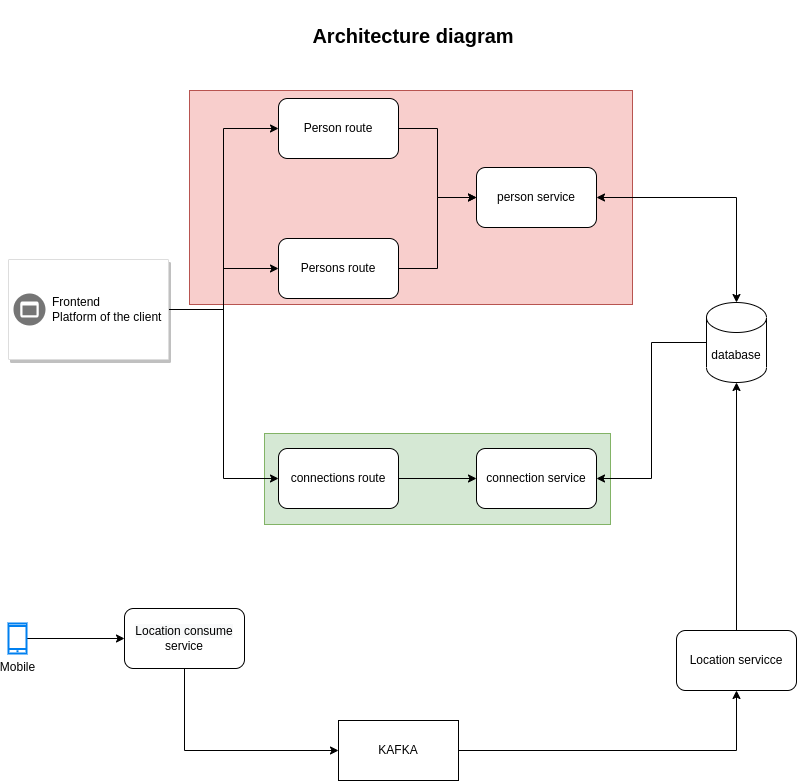 Architecture diagram
Person route
person service
Persons route
Frontend
Platform of the client
database
connections route
connection service
Location consume
service
Mobile
Location servicce
KAFKA